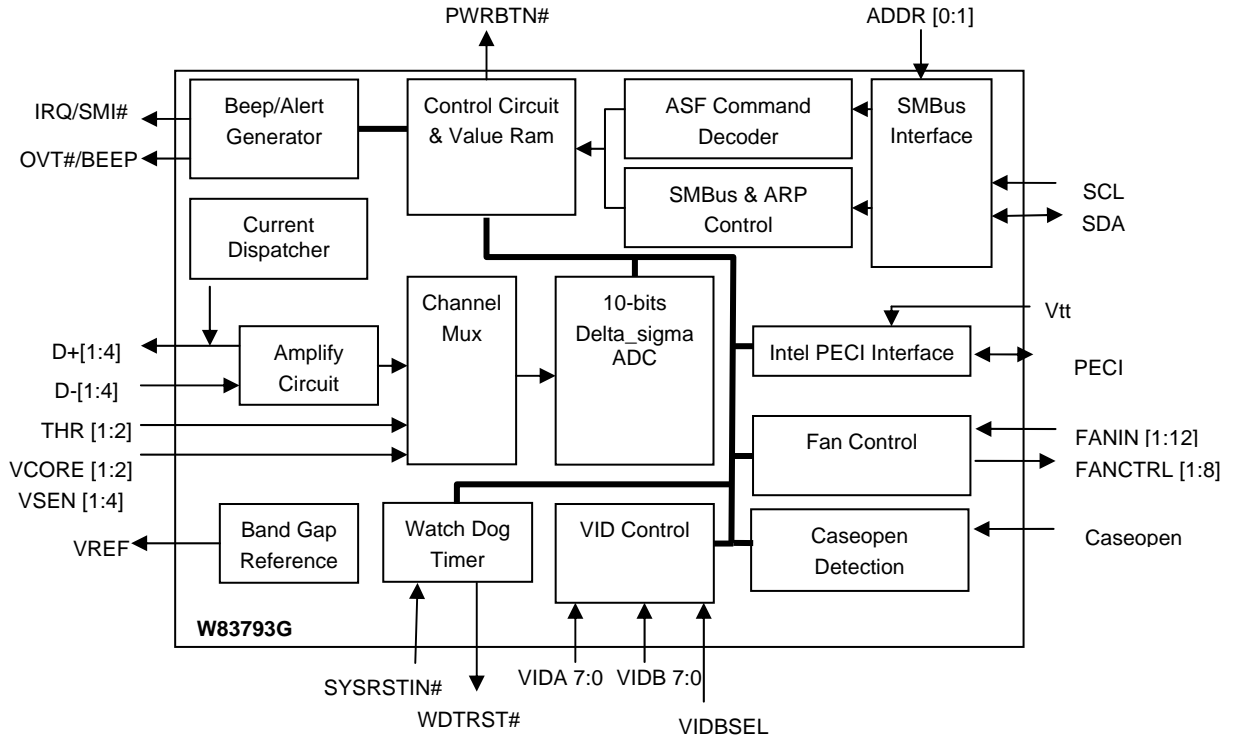 PWRBTN#
ADDR [0:1]
IRQ/SMI#
OVT#/BEEP
Beep/Alert
Generator
Control Circuit
& Value Ram
ASF Command
Decoder
SMBus
Interface
SMBus & ARP
Control
SCL
SDA
Current
Dispatcher
Channel
Mux
10-bits
Delta_sigma
ADC
Vtt
Intel PECI Interface
PECI
D+[1:4]
D-[1:4]
Amplify
Circuit
THR [1:2]
VCORE [1:2]
VSEN [1:4]
Fan Control
FANIN [1:12]
FANCTRL [1:8]
VREF
Band Gap
Reference
Watch Dog
Timer
VID Control
Caseopen
Detection
Caseopen
W83793G
SYSRSTIN#
WDTRST#
VIDA 7:0
VIDB 7:0
VIDBSEL